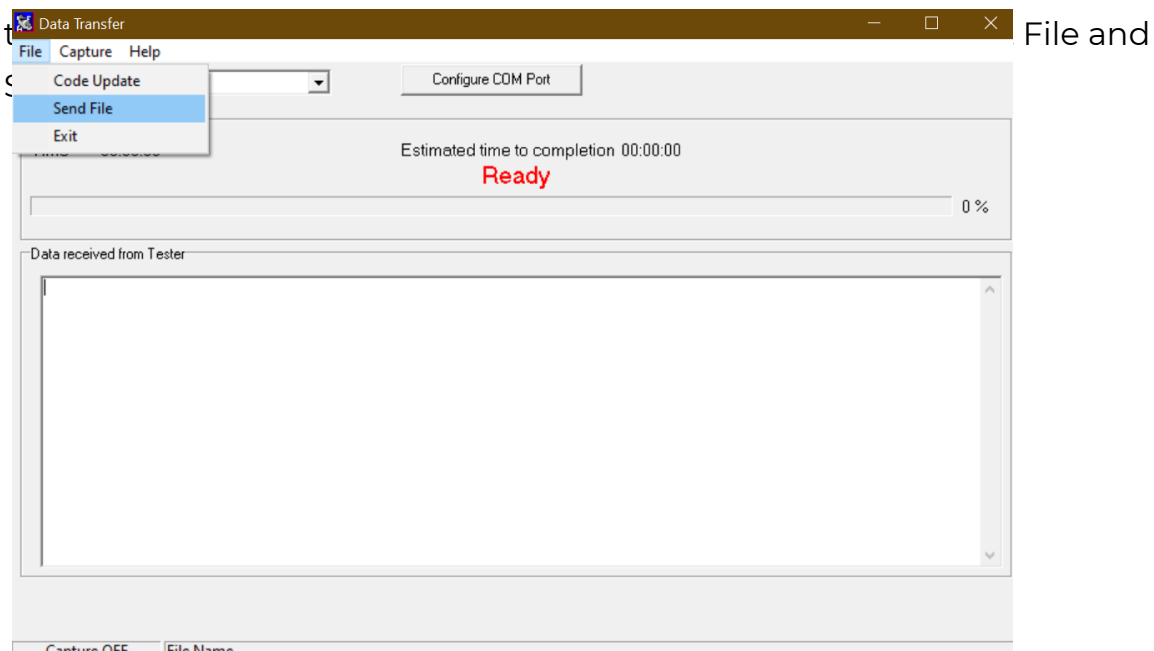 Data Transfer
File and
File Capture Help
Code Update
Configure COM Port
Send File
Exit
Estimated time to completion 00:00:00
Ready
0 %
Data received from Tester
Capture OFF File Name